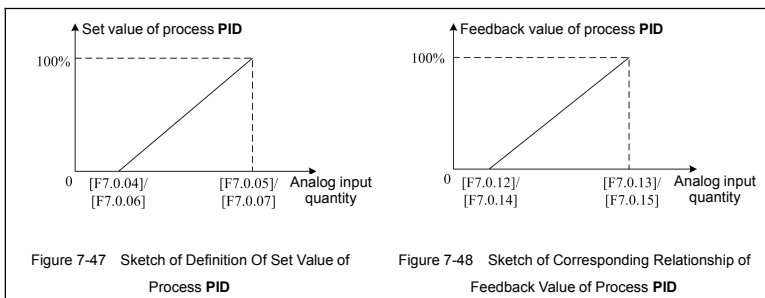 Set value of process PID
100%
0
[F7.0.04]/
[F7.0.06]
[F7.0.05]/
[F7.0.07]
Analog input
quantity
Figure 7-47 Sketch of Definition Of Set Value of
Process PID
Feedback value of process PID
100%
0
[F7.0.12]/
[F7.0.14]
[F7.0.13]/
[F7.0.15]
Analog input
quantity
Figure 7-48 Sketch of Corresponding Relationship of
Feedback Value of Process PID